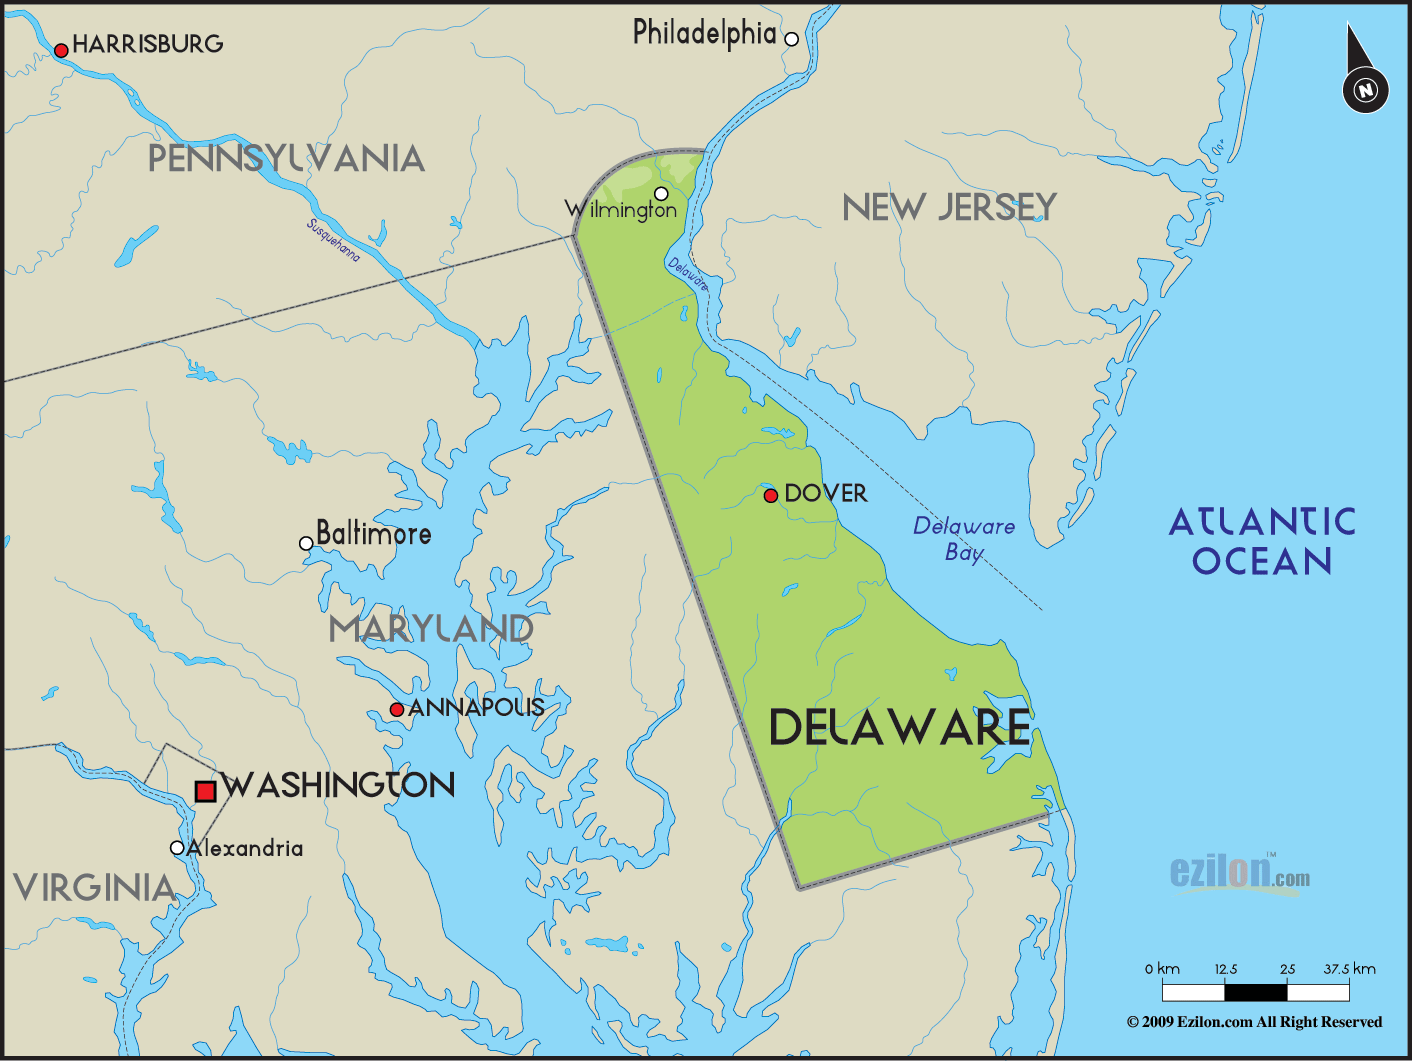 Philadelphia
HARRISBURG
N
PENNSYLVANIA
NEW JERSEY
Wilmington
Susquehanna
Delaware
DOVER
Delaware
Bay
ATLANTIC
OCEAN
Baltimore
MARYLAND
ANNAPOLIS
DELAWARE
WASHINGTON
Alexandria
VIRGINIA
ezilon.com™
0 km 12.5 25 37.5 km
© 2009 Ezilon.com All Right Reserved